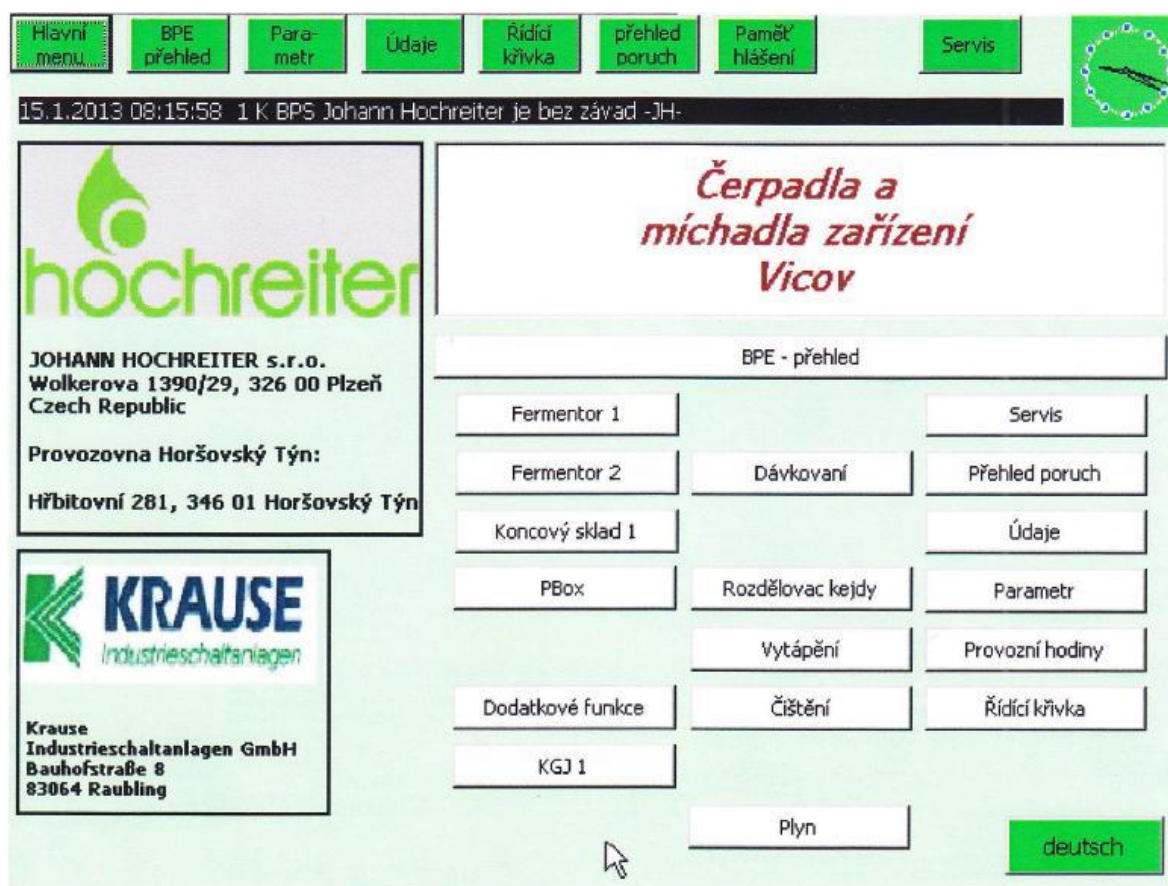 Hlavní
menu
BPE
přehled
Para-
metr
Údaje
Řídící
křivka
přehled
poruch
Paměť
hlášení
Servis
15.1.2013 08:15:58 1 K BPS Johann Hochreiter je bez závad -JH-
hochreiter
JOHANN HOCHREITER s.r.o.
Wolkerova 1390/29, 326 00 Plzeň
Czech Republic
Provozovna Horšovský Týn:
Hřbitovní 281, 346 01 Horšovský Týn
KRAUSE
Industrieschaltanlagen
Krause
Industrieschaltanlagen GmbH
Bauhofstraße 8
83064 Raubling
Čerpadla a
míchadla zařízení
Vicov
BPE - přehled
Fermentor 1
Servis
Fermentor 2
Dávkovaní
Přehled poruch
Koncový sklad 1
Údaje
PBox
Rozdělovac kejdy
Parametr
Vytápění
Provozní hodiny
Dodatkové funkce
Čištění
Řídící křivka
KGJ 1
Plyn
deutsch